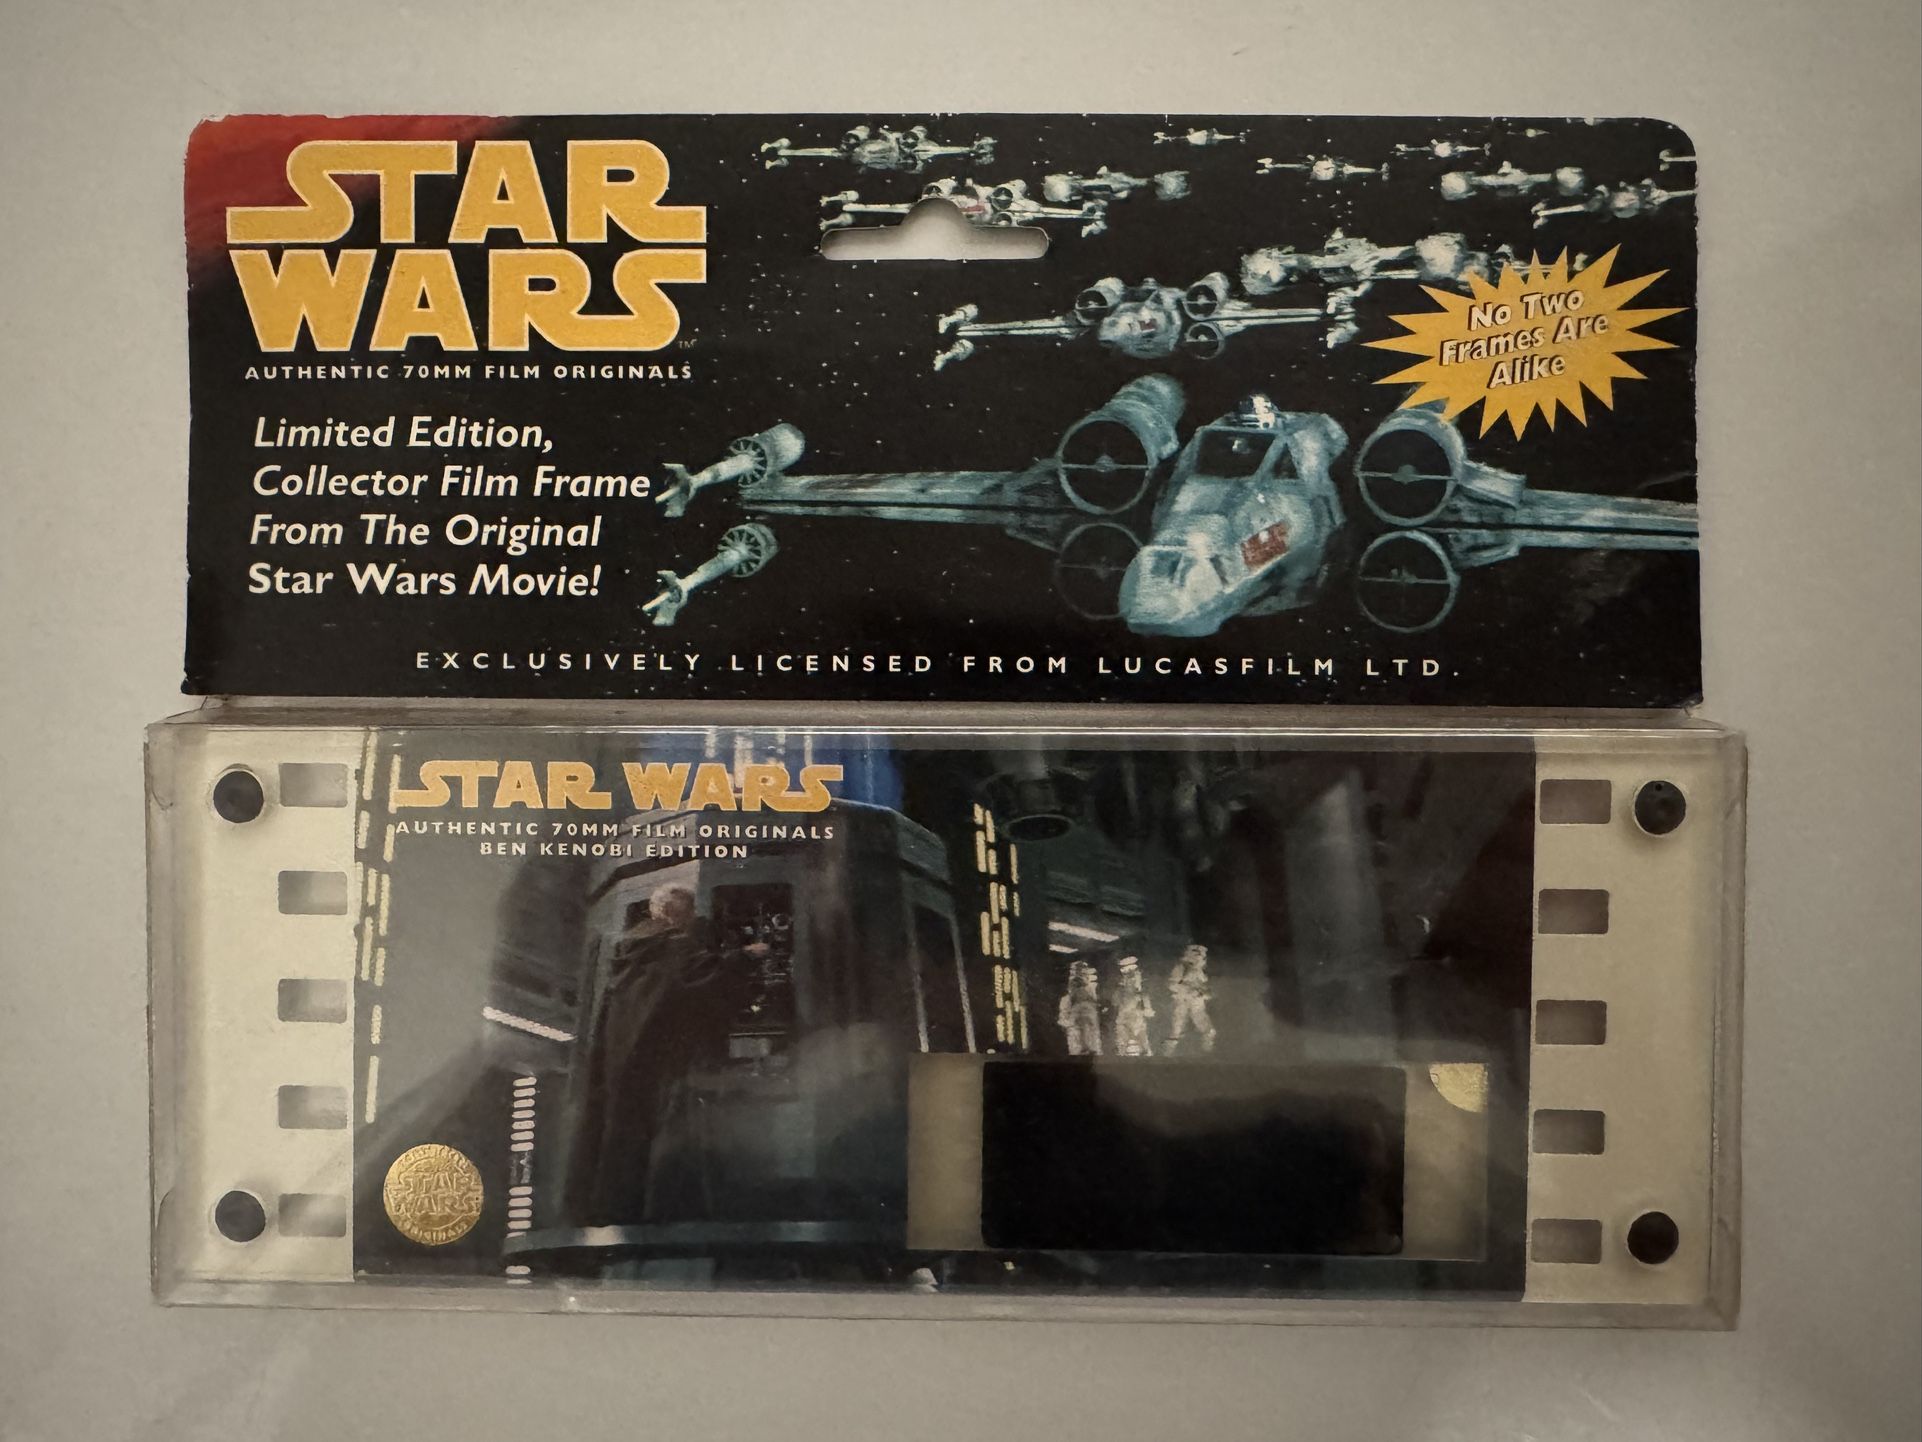 STAR
WARS
TM
AUTHENTIC 70MM FILM ORIGINALS
Limited Edition,
Collector Film Frame
From The Original
Star Wars Movie!
No Two
Frames Are
Alike
EXCLUSIVELY LICENSED FROM LUCASFILM LTD.
STAR WARS
AUTHENTIC 70MM FILM ORIGINALS
BEN KENOBI EDITION
STAR
WARS
ORIGINALS